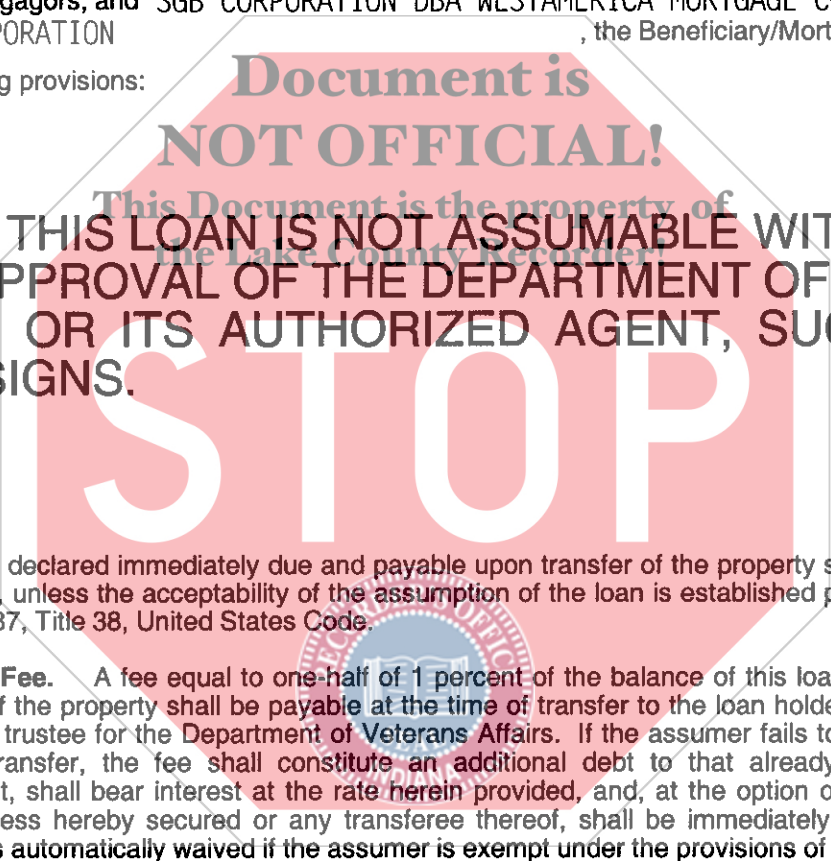 gagors, and SGB CORPORATION DBA WESTAMERICA MORTGAGE C
PORATION , the Beneficiary/Mort
g provisions:
Document is
NOT OFFICIAL!
This Document is the property of
the Lake County Recorder!
THIS LOAN IS NOT ASSUMABLE WIT
PPROVAL OF THE DEPARTMENT OF
OR ITS AUTHORIZED AGENT, SUC
SIGNS.
STOP
declared immediately due and payable upon transfer of the property s
, unless the acceptability of the assumption of the loan is established p
37, Title 38, United States Code.
Fee. A fee equal to one-half of 1 percent of the balance of this loa
f the property shall be payable at the time of transfer to the loan holde
trustee for the Department of Veterans Affairs. If the assumer fails to
ransfer, the fee shall constitute an additional debt to that already
t, shall bear interest at the rate herein provided, and, at the option o
ess hereby secured or any transferee thereof, shall be immediately
s automatically waived if the assumer is exempt under the provisions of
RECORDER'S OFFICE
SEAL
INDIANA